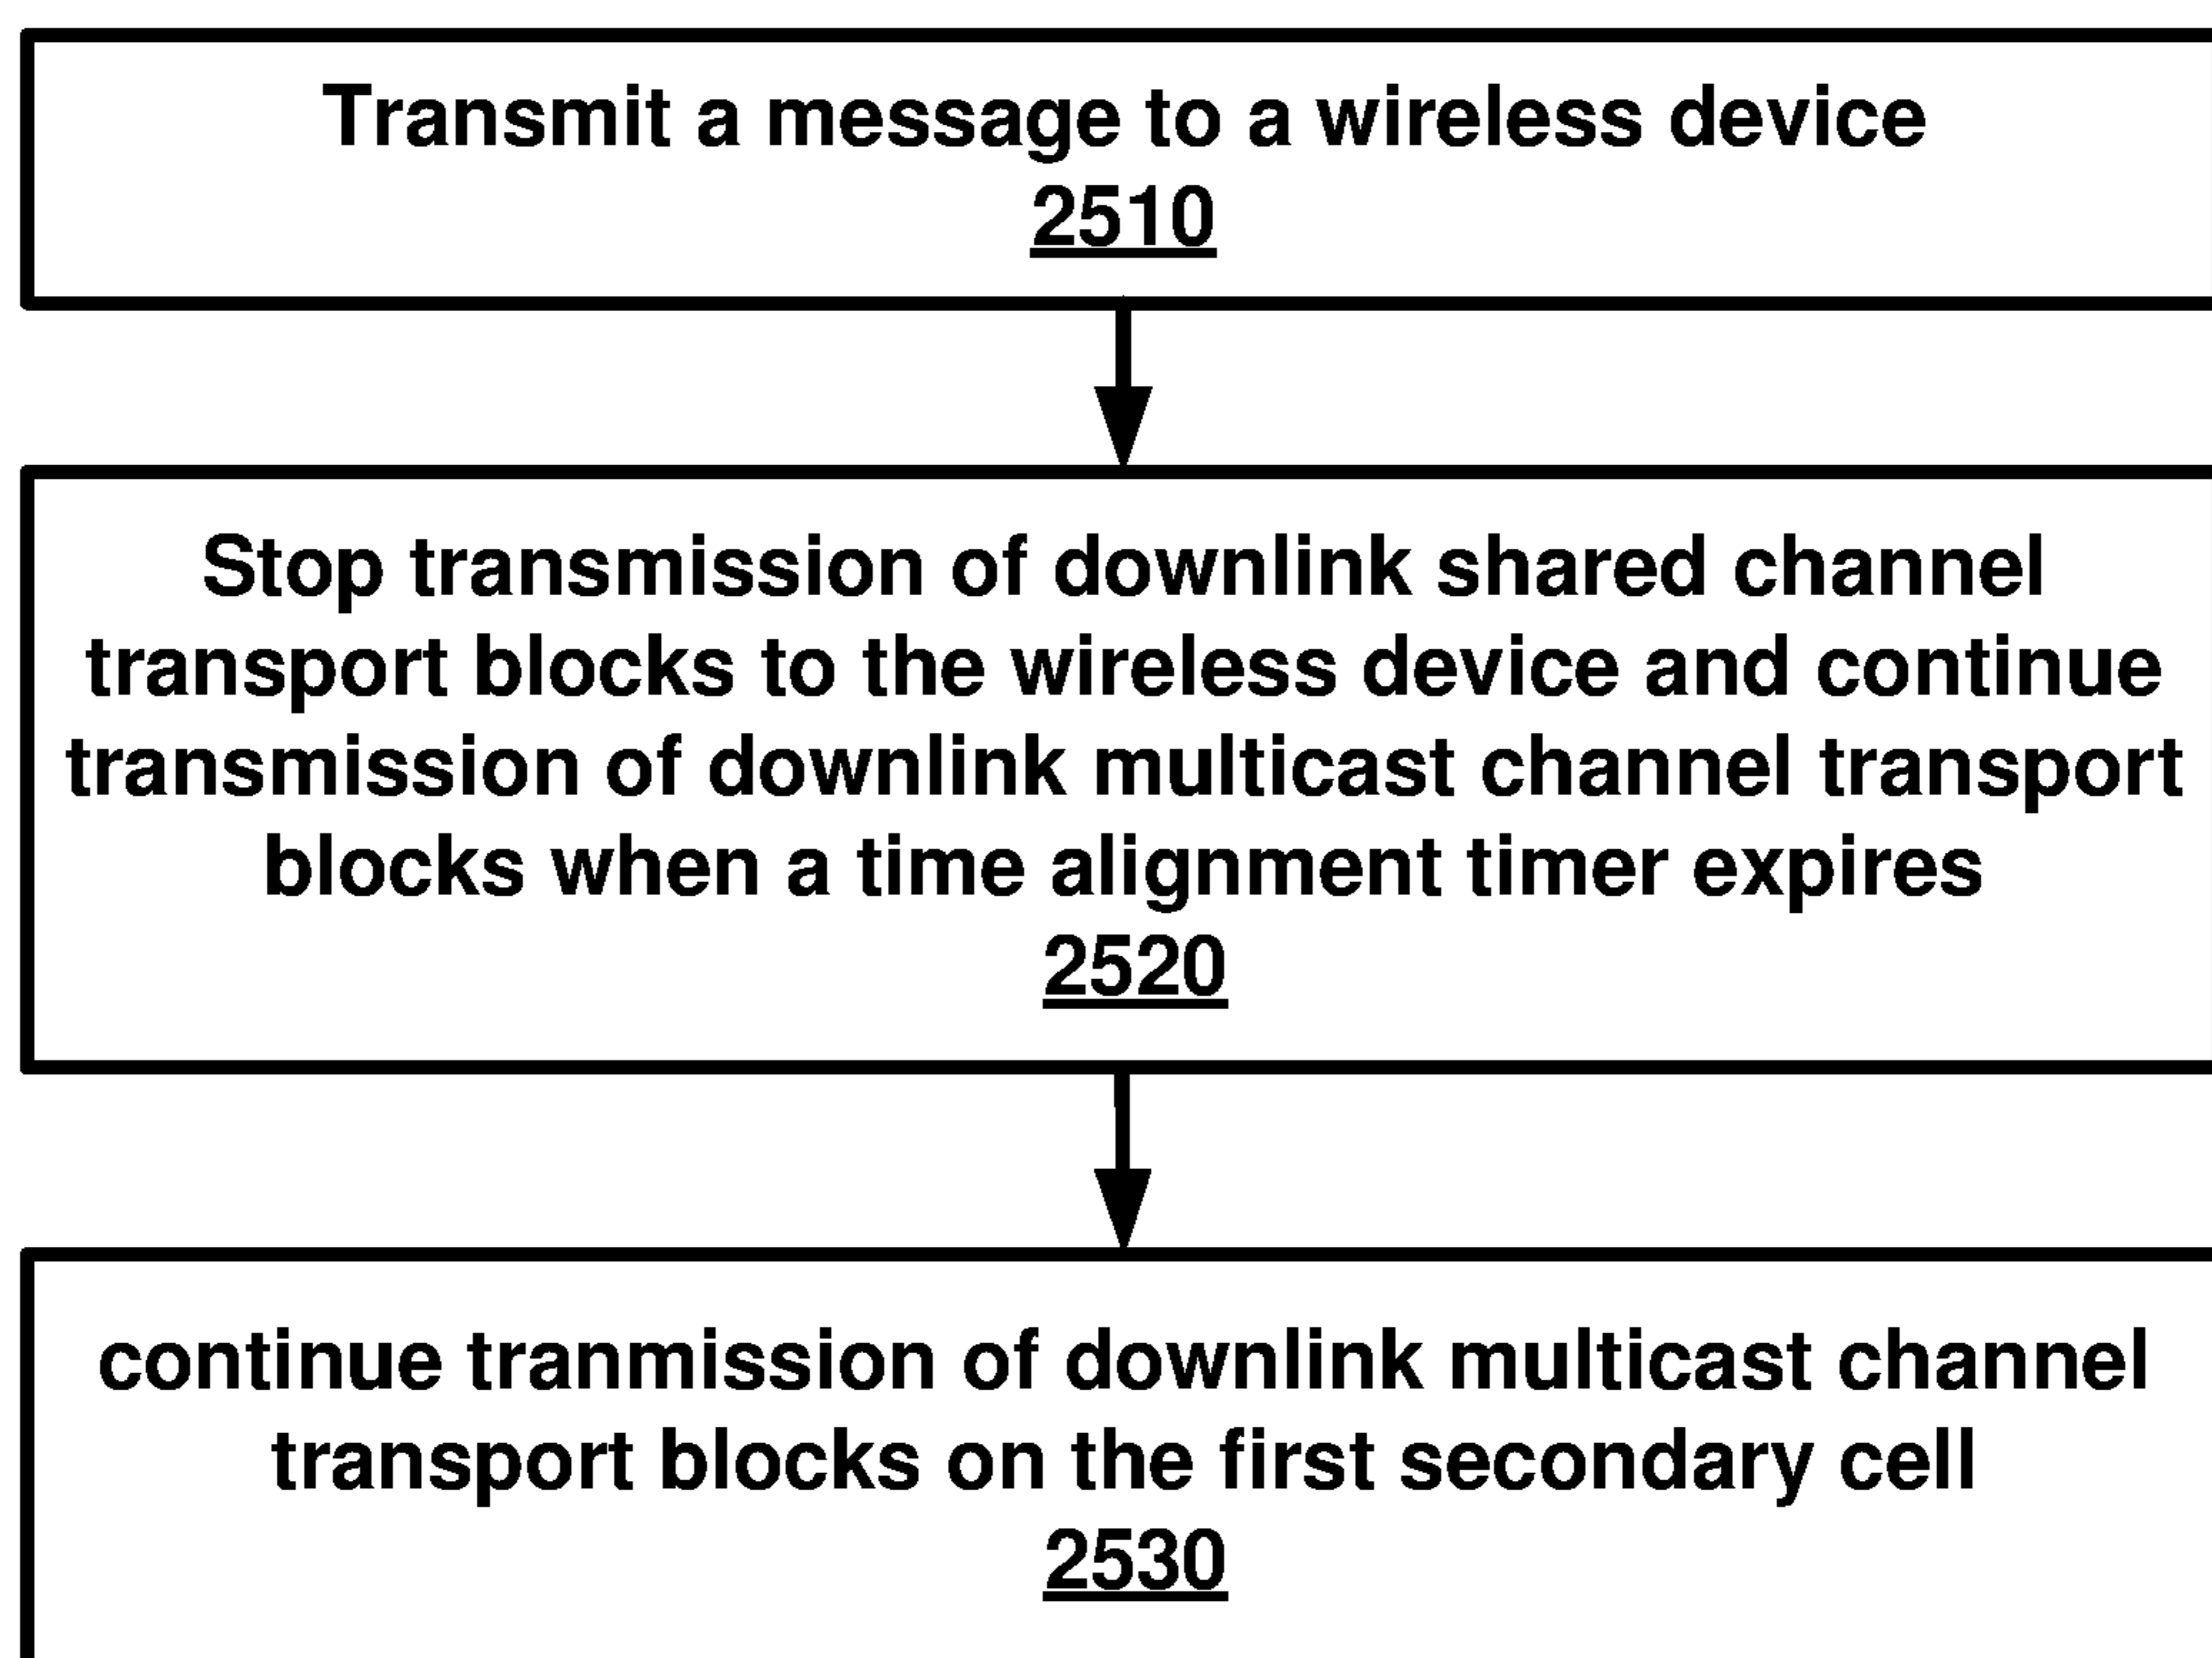 Transmit a message to a wireless device
2510
Stop transmission of downlink shared channel
transport blocks to the wireless device and continue
transmission of downlink multicast channel transport
blocks when a time alignment timer expires
2520
continue tranmission of downlink multicast channel
transport blocks on the first secondary cell
2530